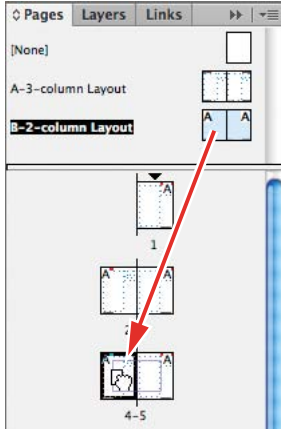 Pages Layers Links
[None]
A-3-column Layout
B-2-column Layout
A A
A
1
A A
2
A A
4-5